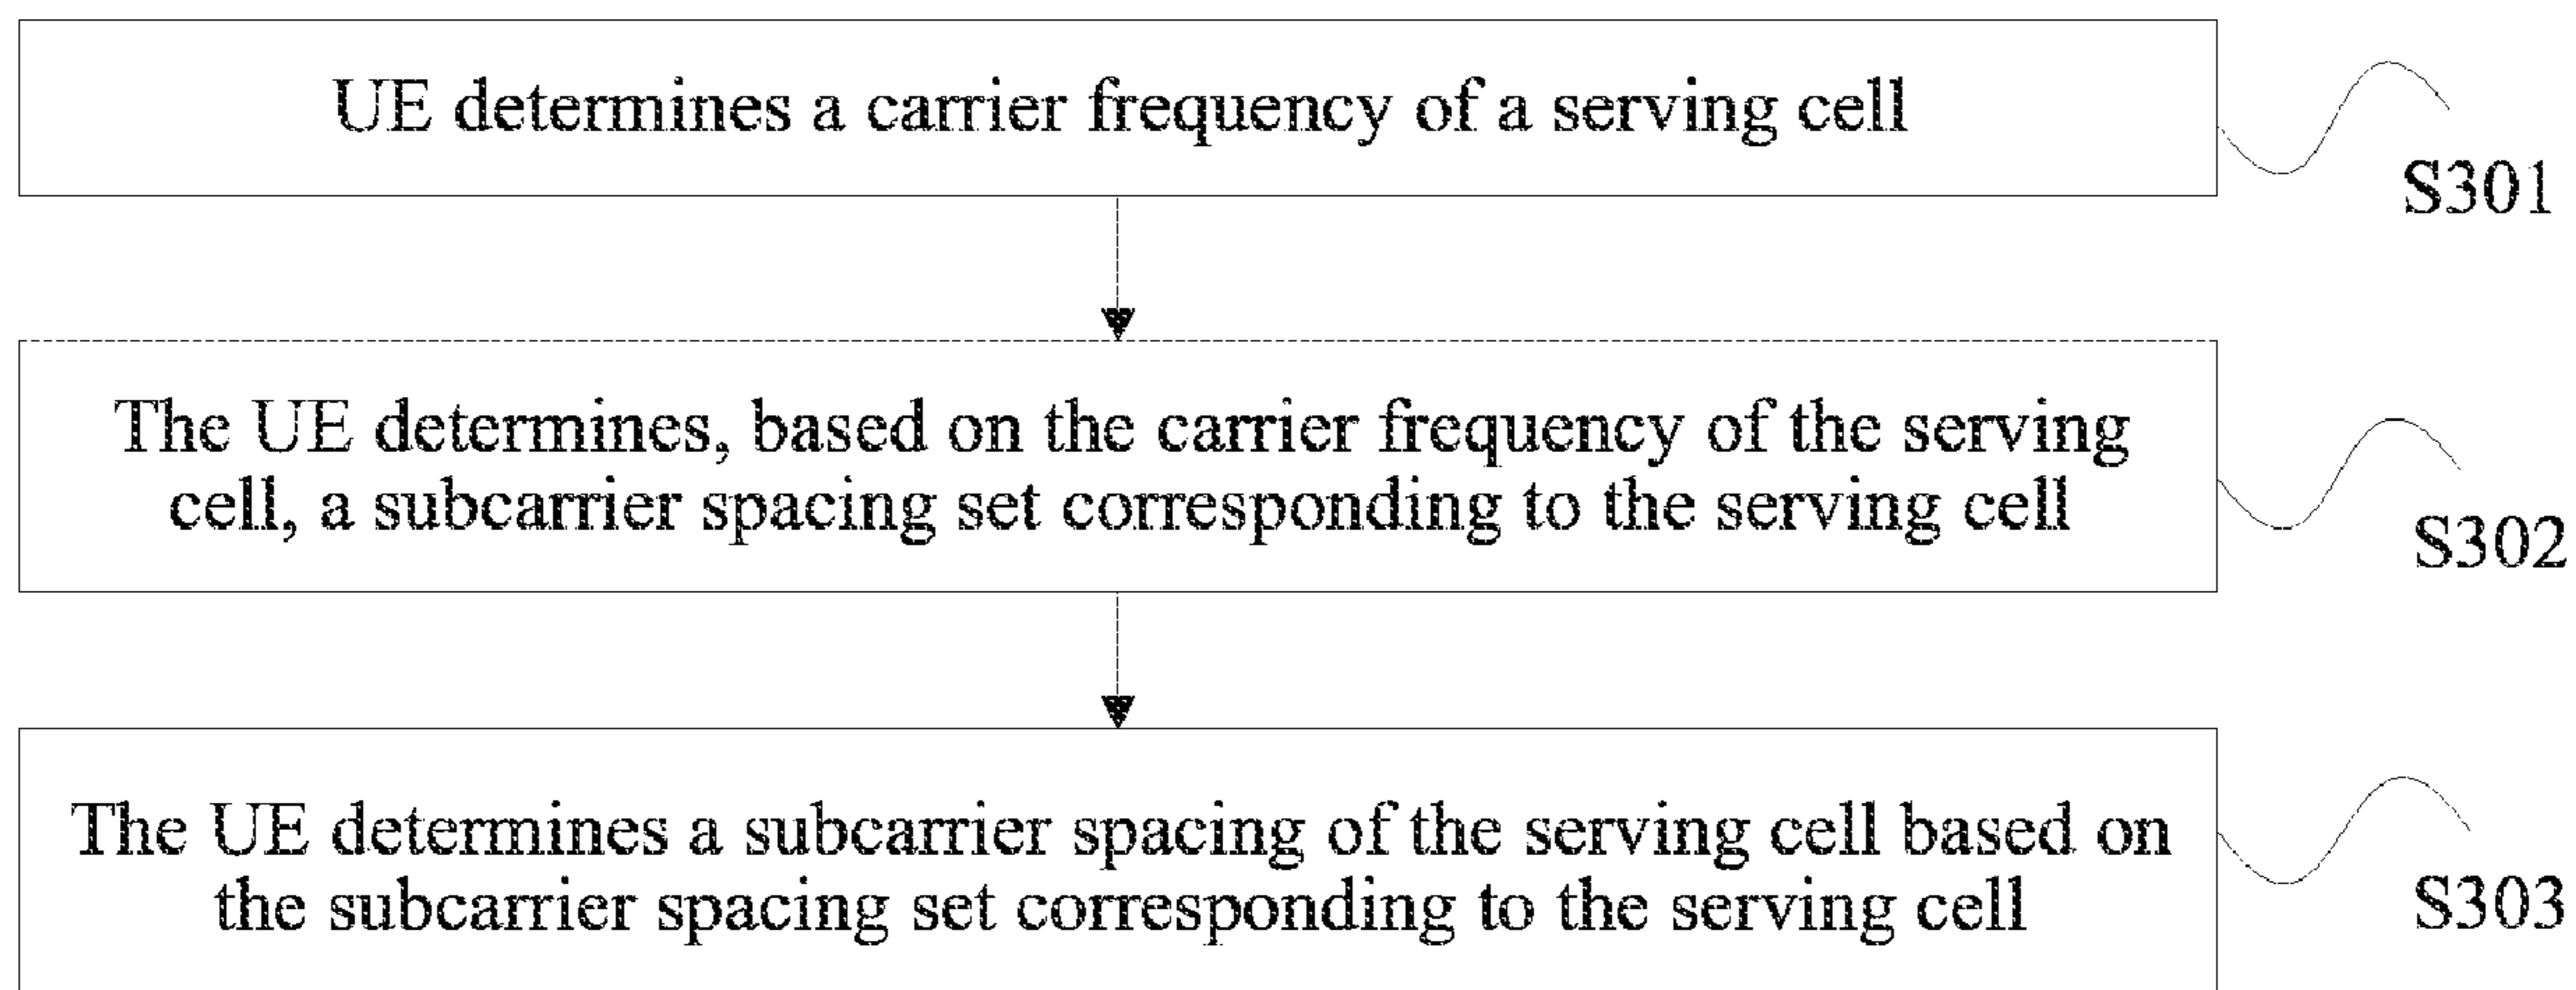 UE determines a carrier frequency of a serving cell
S301
The UE determines, based on the carrier frequency of the serving
cell, a subcarrier spacing set corresponding to the serving cell
S302
The UE determines a subcarrier spacing of the serving cell based on
the subcarrier spacing set corresponding to the serving cell
S303